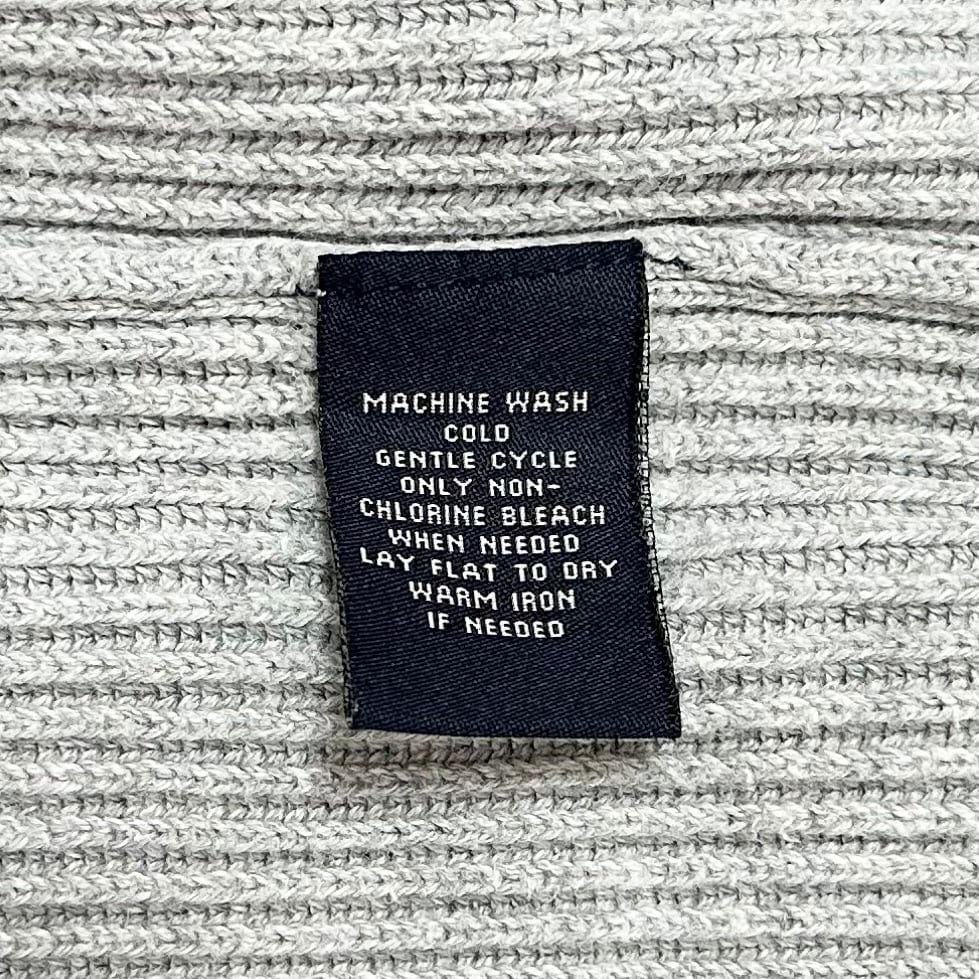 MACHINE WASH
COLD
GENTLE CYCLE
ONLY NON-
CHLORINE BLEACH
WHEN NEEDED
LAY FLAT TO DRY
WARM IRON
IF NEEDED